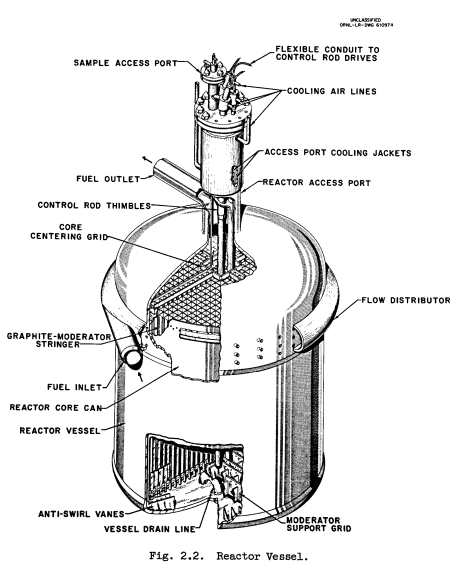 UNCLASSIFIED
ORNL-LR-DWG 61097R
FLEXIBLE CONDUIT TO
CONTROL ROD DRIVES
SAMPLE ACCESS PORT
COOLING AIR LINES
ACCESS PORT COOLING JACKETS
FUEL OUTLET
REACTOR ACCESS PORT
CONTROL ROD THIMBLES
CORE
CENTERING GRID
FLOW DISTRIBUTOR
GRAPHITE-MODERATOR
STRINGER
FUEL INLET
REACTOR CORE CAN
REACTOR VESSEL
ANTI-SWIRL VANES
VESSEL DRAIN LINE
MODERATOR
SUPPORT GRID
Fig. 2.2. Reactor Vessel.